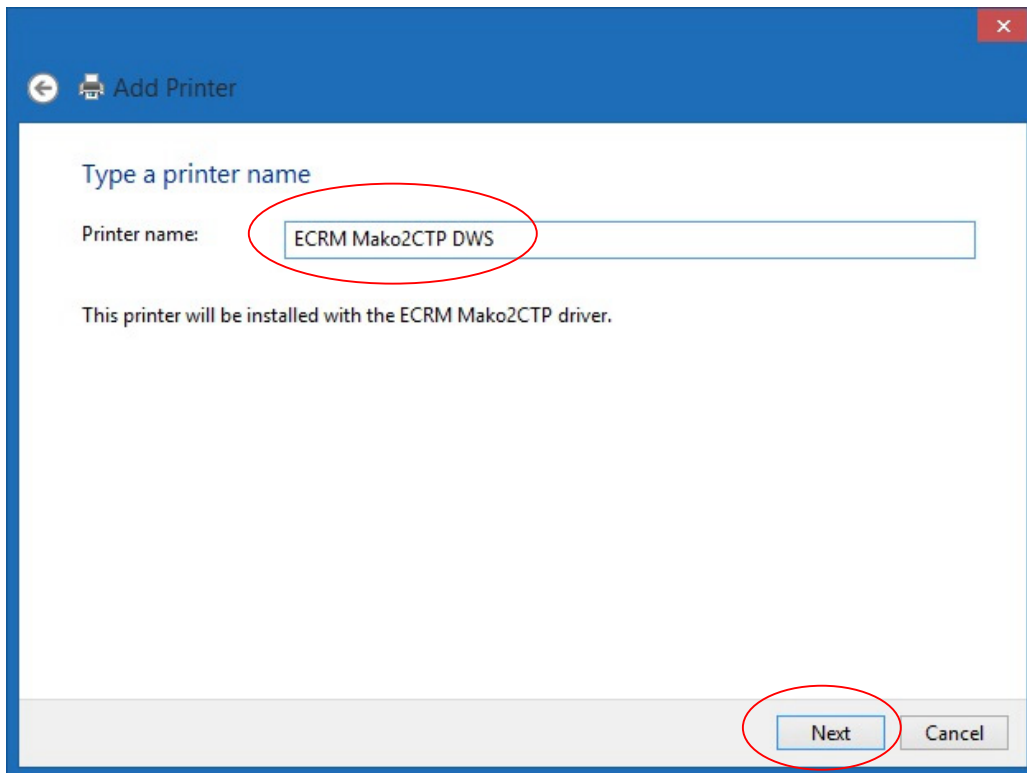 Add Printer
Type a printer name
Printer name: ECRM Mako2CTP DWS
This printer will be installed with the ECRM Mako2CTP driver.
Next Cancel